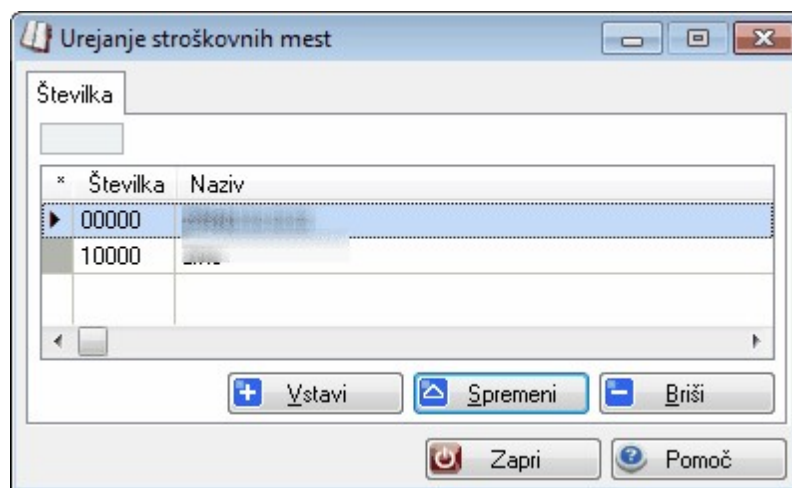 Urejanje stroškovnih mest
Številka
* Številka Naziv
00000
10000
Vstavi Spremeni Briši
Zapri Pomoč